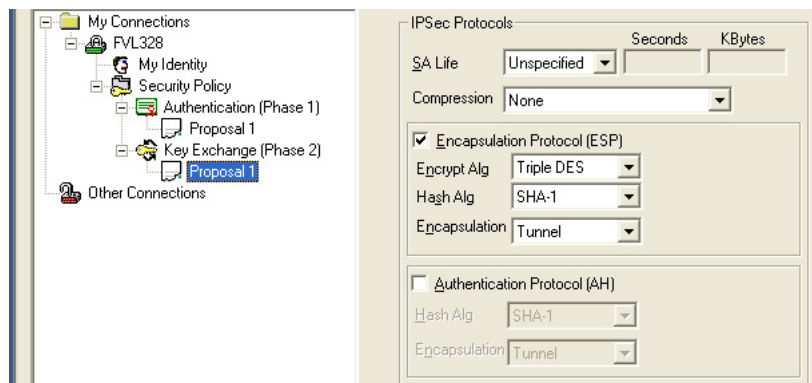 My Connections
FVL328
My Identity
Security Policy
Authentication (Phase 1)
Proposal 1
Key Exchange (Phase 2)
Proposal 1
Other Connections
IPSec Protocols
Seconds KBytes
SA Life Unspecified
Compression None
Encapsulation Protocol (ESP)
Encrypt Alg Triple DES
Hash Alg SHA-1
Encapsulation Tunnel
Authentication Protocol (AH)
Hash Alg SHA-1
Encapsulation Tunnel